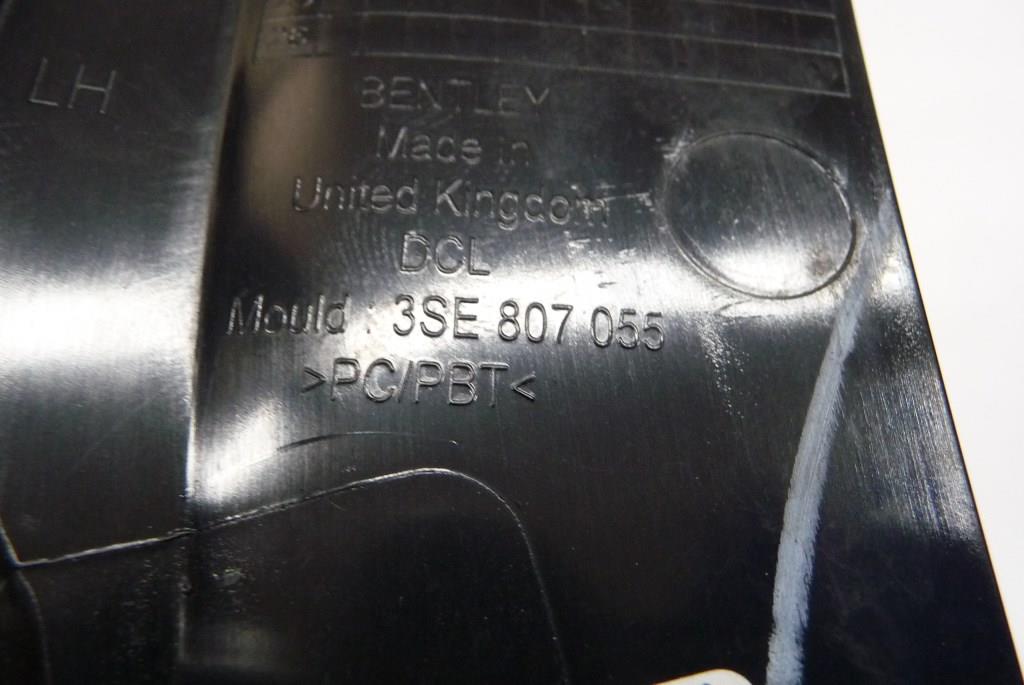 LH
BENTLEY
Made in
United Kingdom
DCL
Mould : 3SE 807 055
>PC/PBT<